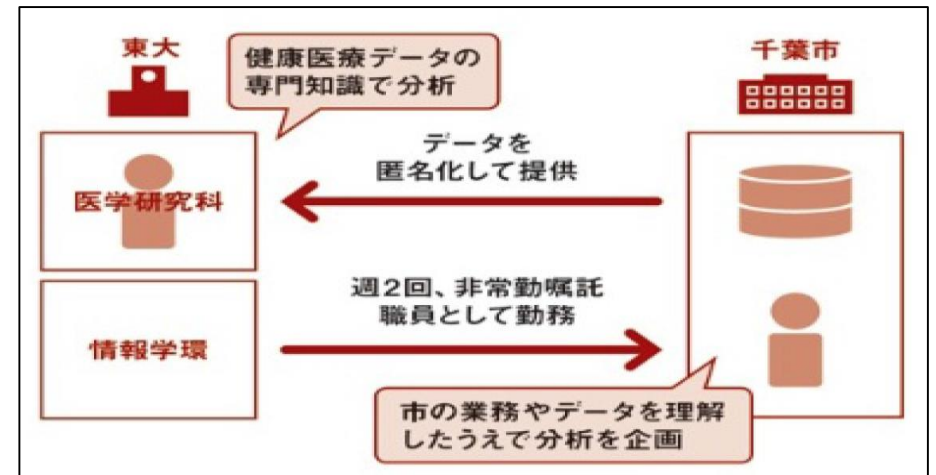 東大
健康医療データの
専門知識で分析
千葉市
データを
匿名化して提供
医学研究科
週2回、非常勤嘱託
職員として勤務
情報学環
市の業務やデータを理解
したうえで分析を企画